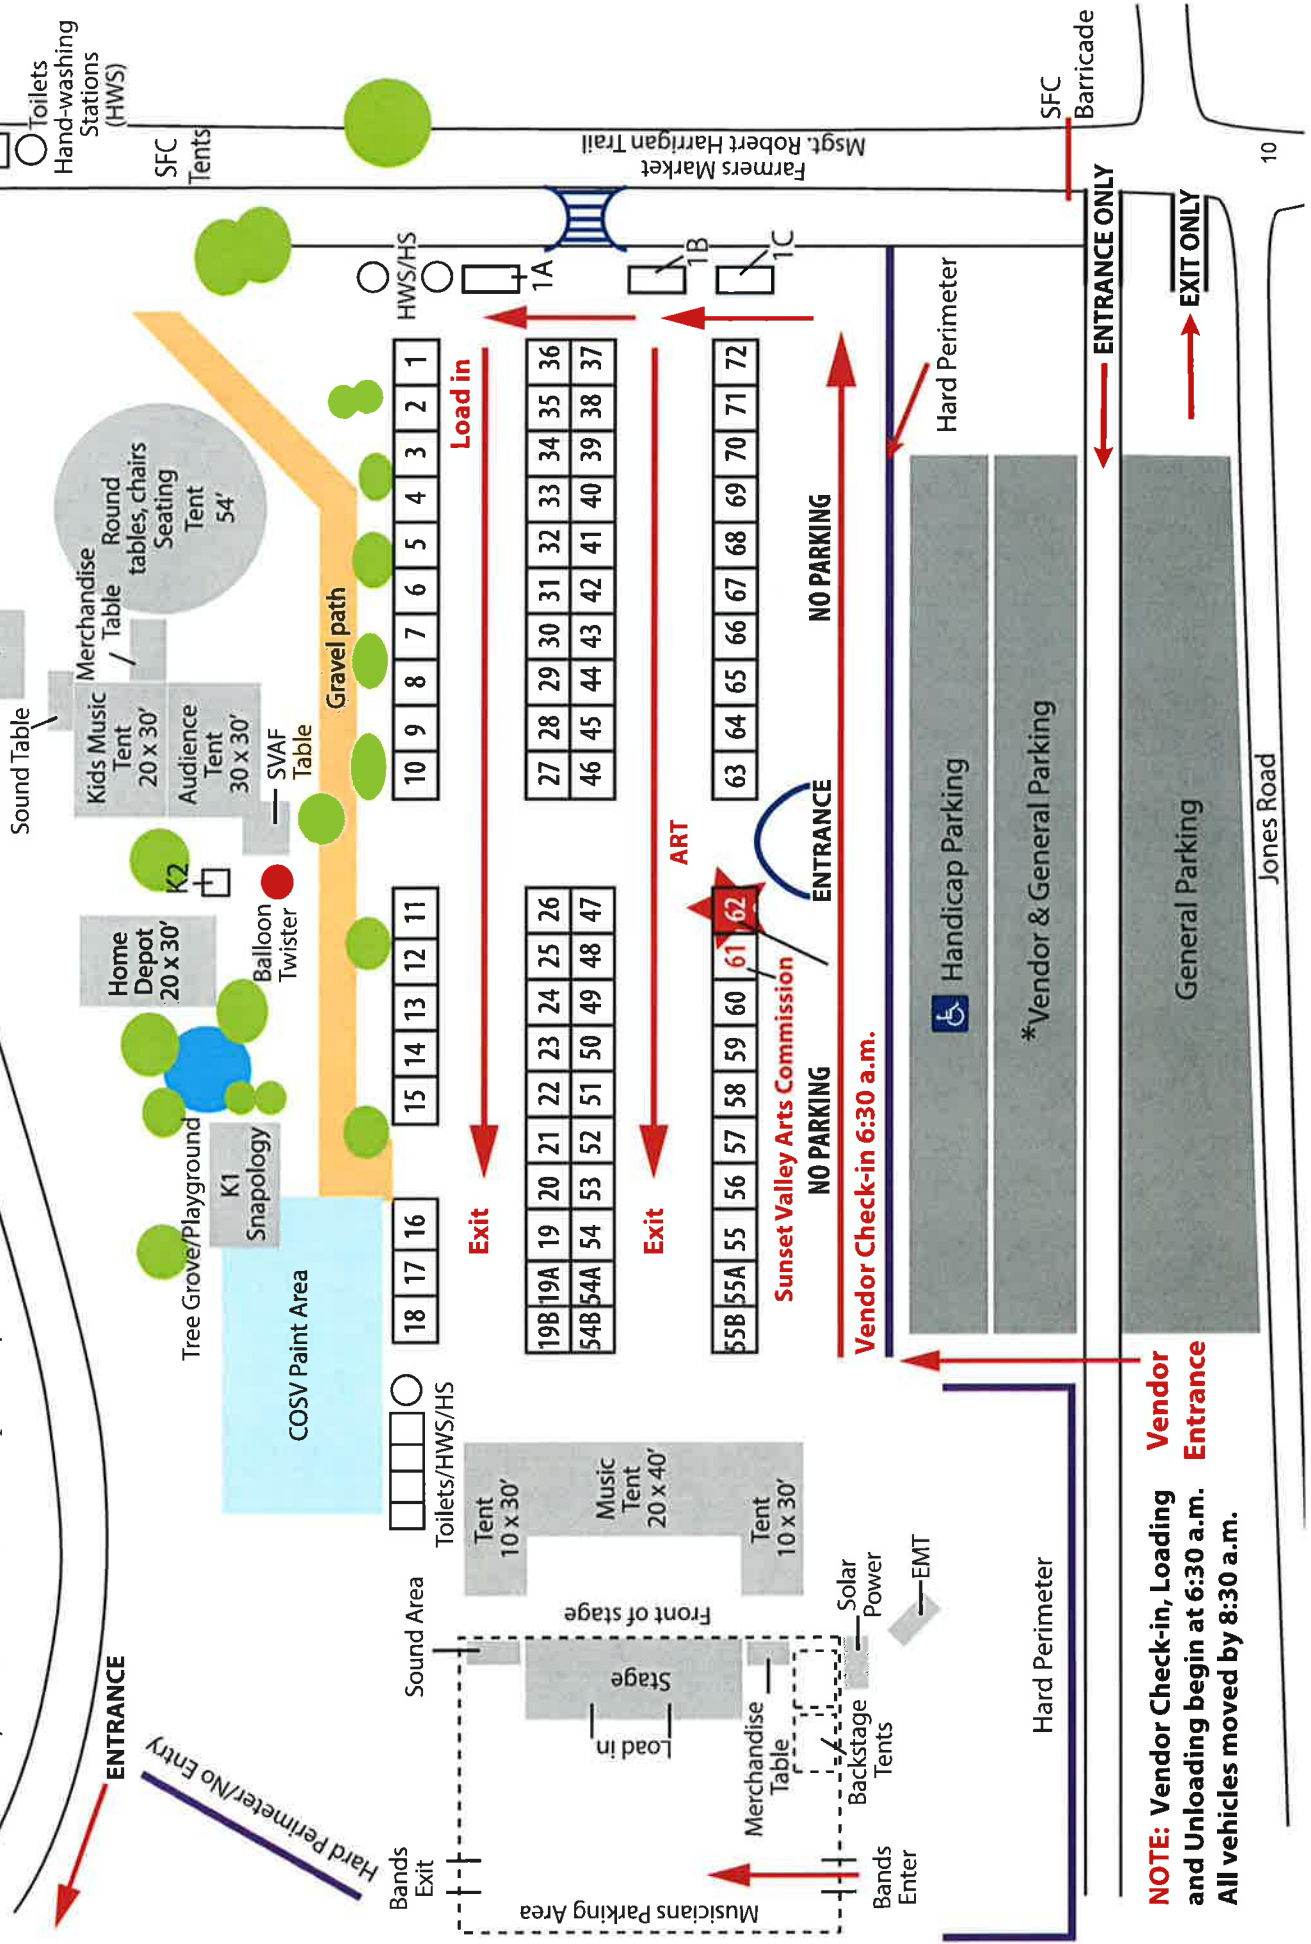 Toilets
Hand-washing
Stations
(HWS)
SFC
Tents
Farmers Market
Msgt. Robert Harrigan Trail
SFC
Barricade
10
ENTRANCE ONLY
EXIT ONLY
Hard Perimeter
HWS/HS
1A
1B
1C
Sound Table
Merchandise
Table
Round
tables, chairs
Seating
Tent
54'
Kids Music
Tent
20 x 30'
Audience
Tent
30 x 30'
SVAF
Table
Gravel path
K2
Balloon
Twister
Home
Depot
20 x 30'
Tree Grove/Playground
K1
Snapology
COSV Paint Area
18 17 16 15 14 13 12 11 10 9 8 7 6 5 4 3 2 1
Load in
Exit
19B 19A 19 20 21 22 23 24 25 26 27 28 29 30 31 32 33 34 35 36
54B 54A 54 53 52 51 50 49 48 47 46 45 44 43 42 41 40 39 38 37
ART
Exit
55B 55A 55 56 57 58 59 60 61 62 63 64 65 66 67 68 69 70 71 72
Sunset Valley Arts Commission
ENTRANCE
NO PARKING
NO PARKING
Vendor Check-in 6:30 a.m.
Handicap Parking
*Vendor & General Parking
General Parking
Jones Road
Vendor
Entrance
Toilets/HWS/HS
Tent
10 x 30'
Music
Tent
20 x 40'
Tent
10 x 30'
Front of stage
Sound Area
Stage
Load in
Merchandise
Table
Solar
Power
EMT
Backstage
Tents
Hard Perimeter
ENTRANCE
Hard Perimeter/No Entry
Bands
Exit
Musicians Parking Area
Bands
Enter
NOTE: Vendor Check-in, Loading
and Unloading begin at 6:30 a.m.
All vehicles moved by 8:30 a.m.